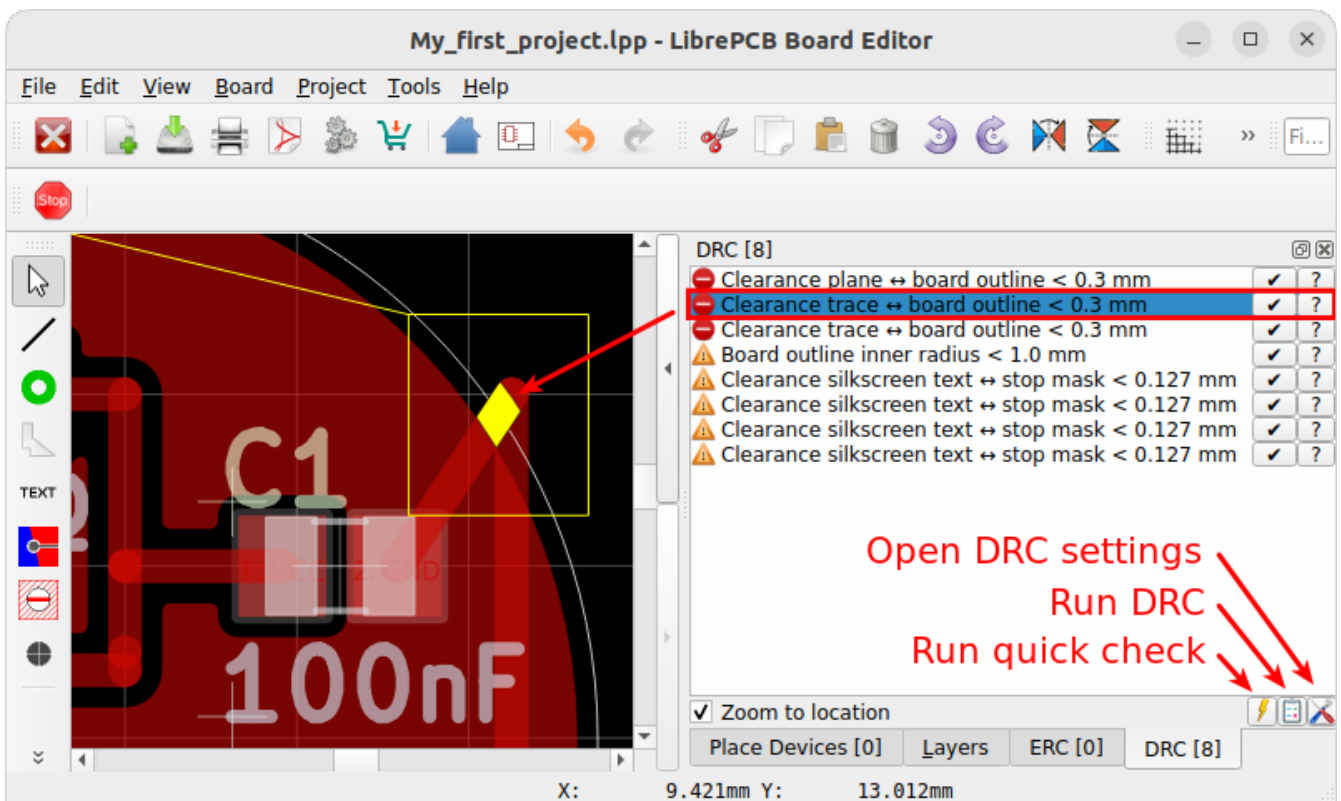 My_first_project.lpp - LibrePCB Board Editor
File Edit View Board Project Tools Help
» Fi...
Stop
DRC [8]
Clearance plane ↔ board outline < 0.3 mm ✔ ?
Clearance trace ↔ board outline < 0.3 mm ✔ ?
Clearance trace ↔ board outline < 0.3 mm ✔ ?
Board outline inner radius < 1.0 mm ✔ ?
Clearance silkscreen text ↔ stop mask < 0.127 mm ✔ ?
Clearance silkscreen text ↔ stop mask < 0.127 mm ✔ ?
Clearance silkscreen text ↔ stop mask < 0.127 mm ✔ ?
Clearance silkscreen text ↔ stop mask < 0.127 mm ✔ ?
TEXT
C1
100nF
Open DRC settings
Run DRC
Run quick check
Zoom to location
Place Devices [0] Layers ERC [0] DRC [8]
X: 9.421mm Y: 13.012mm